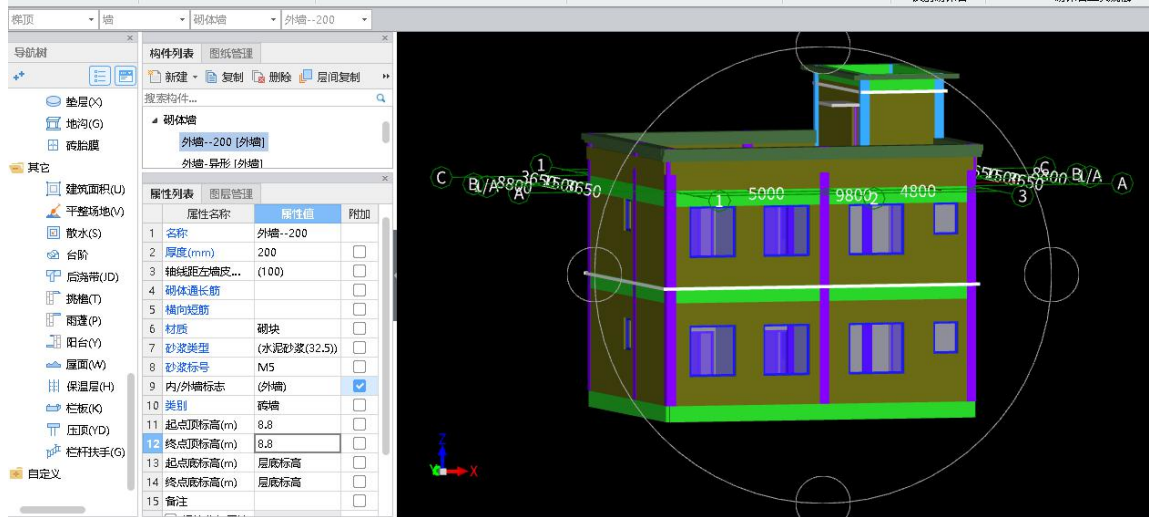 梯顶 墙 砌体墙 外墙--200
导航树
垫层(X)
地沟(G)
砖胎膜
其它
建筑面积(U)
平整场地(V)
散水(S)
台阶
后浇带(JD)
挑檐(T)
雨蓬(P)
阳台(Y)
屋面(W)
保温层(H)
栏板(K)
压顶(YD)
栏杆扶手(G)
自定义
构件列表 图纸管理
新建 复制 删除 层间复制
搜索构件...
砌体墙
外墙--200 [外墙]
外墙-异形 [外墙]
属性列表 图层管理
属性名称 属性值 附加
1 名称 外墙--200
2 厚度(mm) 200
3 轴线距左墙皮... (100)
4 砌体通长筋
5 横向短筋
6 材质 砌块
7 砂浆类型 (水泥砂浆(32.5))
8 砂浆标号 M5
9 内/外墙标志 (外墙)
10 类别 砖墙
11 起点顶标高(m) 8.8
12 终点顶标高(m) 8.8
13 起点底标高(m) 层底标高
14 终点底标高(m) 层底标高
15 备注
C B 1/A A 8800 3650 1500 8650 1
1 5000 9800 2 4800 3
C B 1/A A
Z
Y X